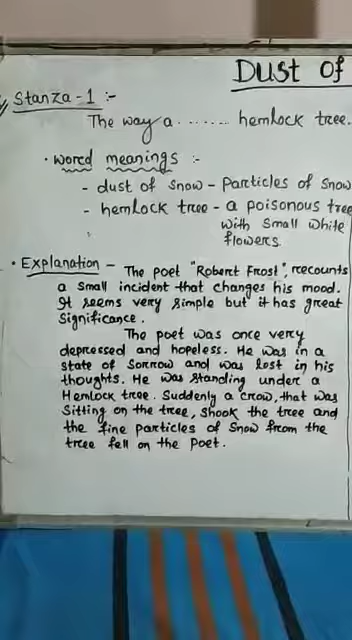 Dust of
Stanza-1 :-
The way a ....... hemlock tree.
• word meanings :-
- dust of snow - Particles of Snow
- hemlock tree - a poisonous tree
with small white
flowers.
• Explanation - The poet "Robert Frost", recounts
a small incident that changes his mood.
It seems very simple but it has great
Significance.
The poet was once very
depressed and hopeless. He was in a
state of Sorrow and was lost in his
thoughts. He was standing under a
Hemlock tree. Suddenly a crow, that was
Sitting on the tree, shook the tree and
the fine particles of Snow from the
tree fell on the Poet.